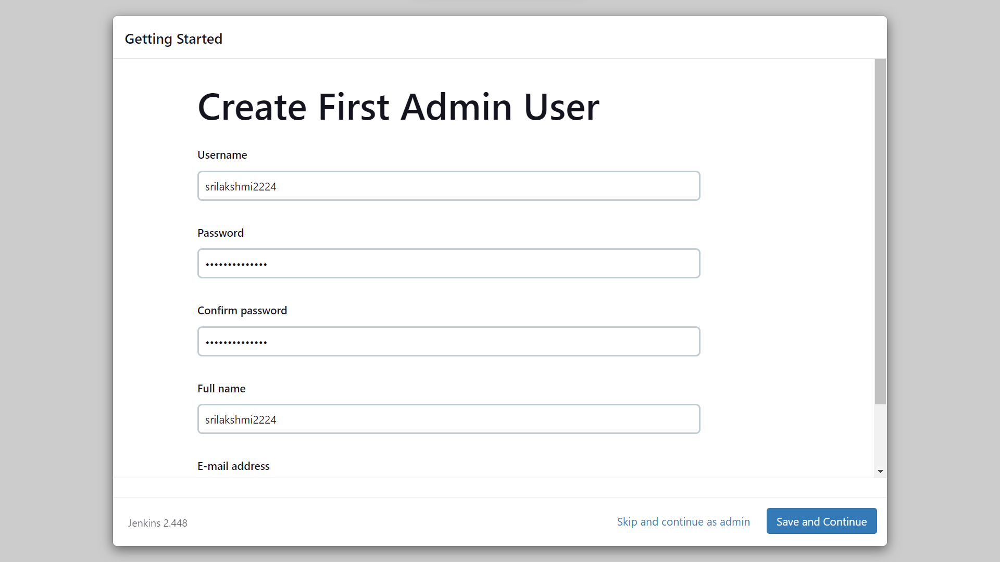 Getting Started
Create First Admin User
Username
srilakshmi2224
Password
••••••••••••••
Confirm password
••••••••••••••
Full name
srilakshmi2224
E-mail address
Jenkins 2.448
Skip and continue as admin
Save and Continue